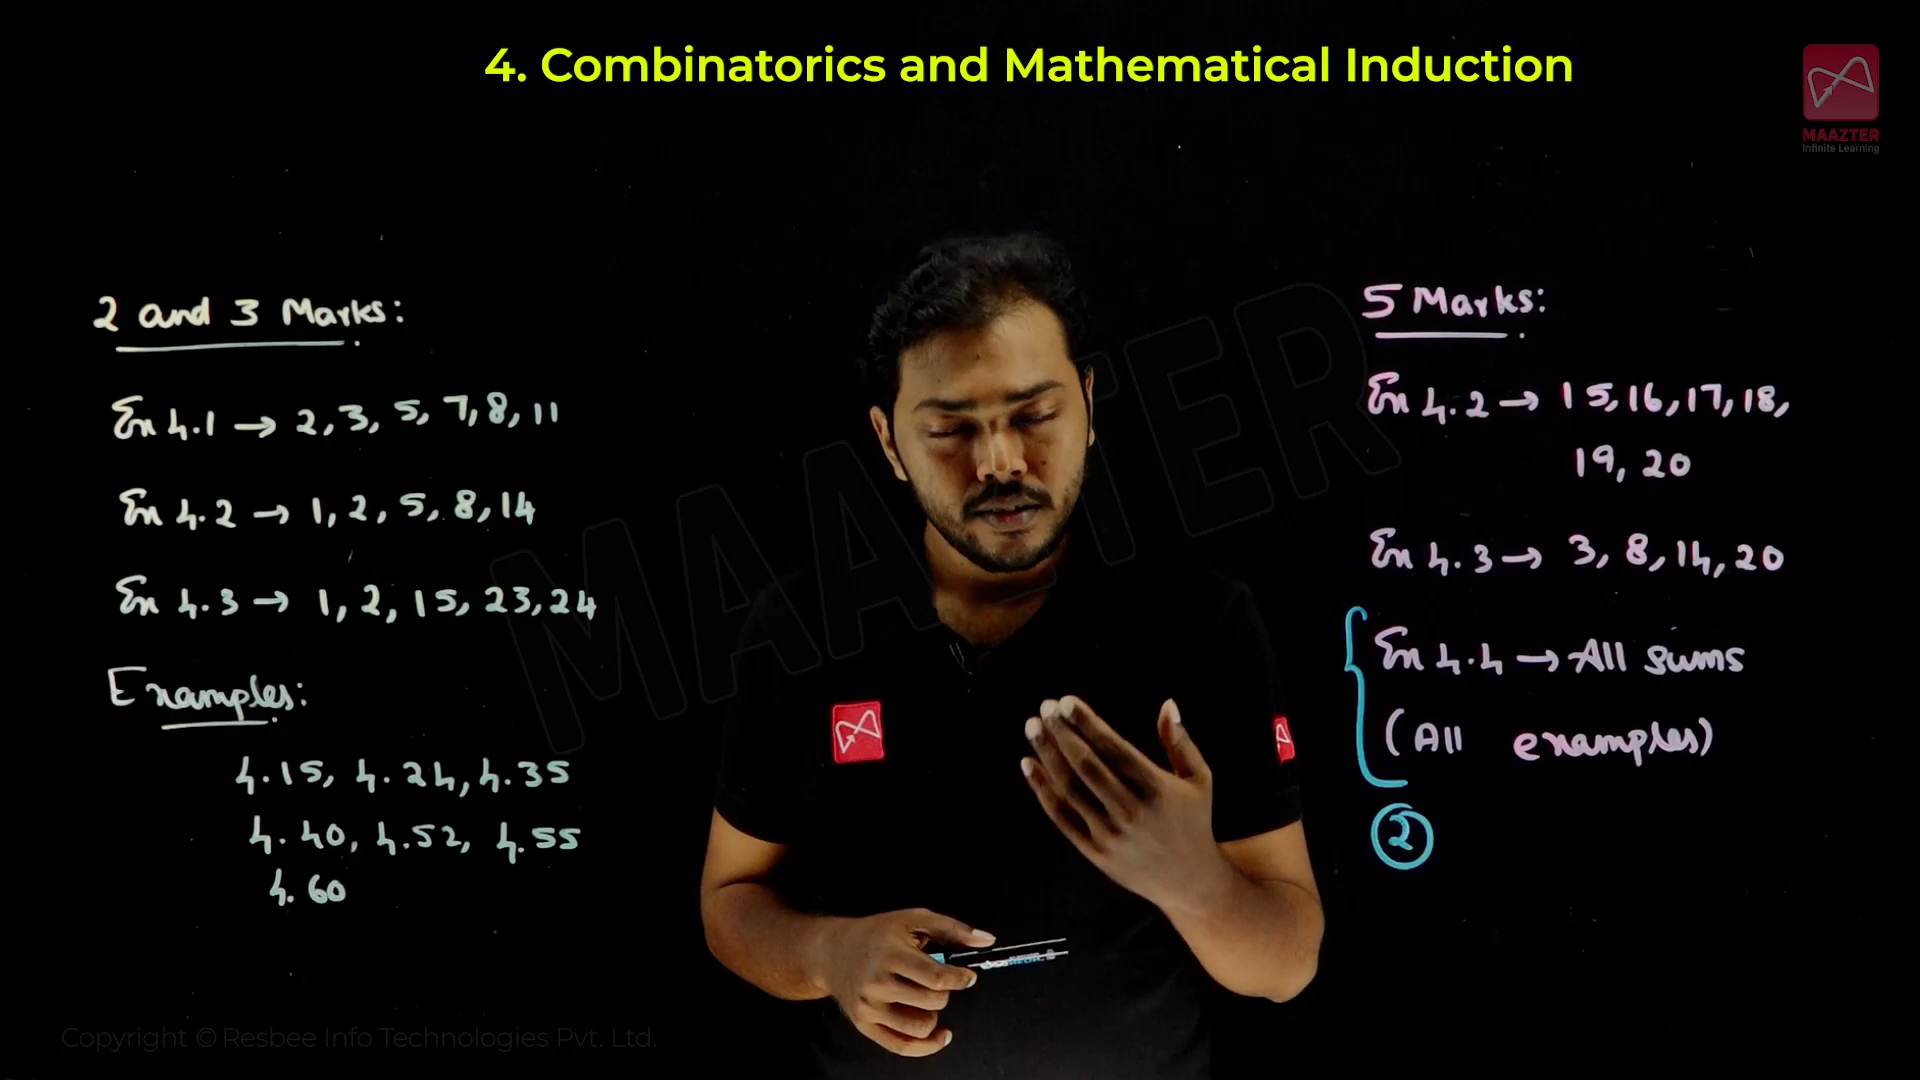 4. Combinatorics and Mathematical Induction
MAAZTER
Infinite Learning
2 and 3 Marks:
Ex 4.1 → 2, 3, 5, 7, 8, 11
Ex 4.2 → 1, 2, 5, 8, 14
Ex 4.3 → 1, 2, 15, 23, 24
Examples:
4.15, 4.24, 4.35
4.40, 4.52, 4.55
4.60
5 Marks:
Ex 4.2 → 15, 16, 17, 18,
19, 20
Ex 4.3 → 3, 8, 14, 20
Ex 4.4 → All sums
(All examples)
2
MAAZTER
Copyright © Resbee Info Technologies Pvt. Ltd.